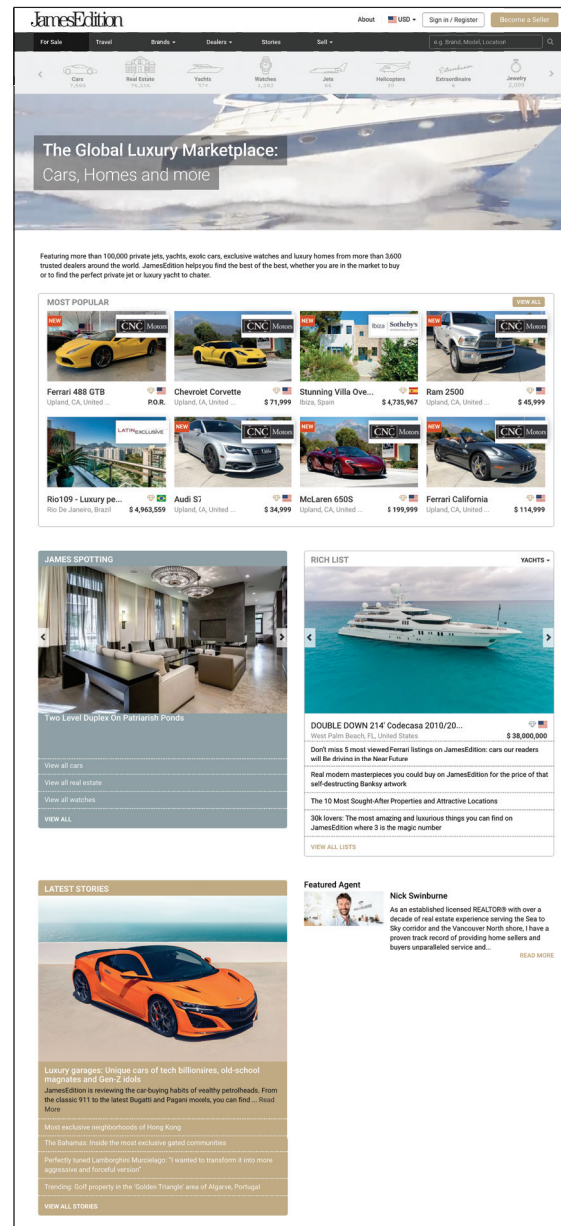 JamesEdition
About
USD
Sign in / Register
Become a Seller
For Sale
Travel
Brands
Dealers
Stories
Sell
e.g. Brand, Model, Location
Cars
Real Estate
Yachts
Watches
Jets
Helicopters
Extraordinaire
Jewelry
The Global Luxury Marketplace:
Cars, Homes and more
Featuring more than 100,000 private jets, yachts, exotic cars, exclusive watches and luxury homes from more than 3,600
trusted dealers around the world. JamesEdition helps you find the best of the best, whether you are in the market to buy
or to find the perfect private jet or luxury yacht to chater.
MOST POPULAR
VIEW ALL
NEW
CNC Motors
CNC Motors
NEW
Ibiza Sotheby's
NEW
CNC Motors
Ferrari 488 GTB
Upland, CA, United ...
P.O.R.
Chevrolet Corvette
Upland, CA, United ...
$ 71,999
Stunning Villa Ove...
Ibiza, Spain
$ 4,735,967
Ram 2500
Upland, CA, United ...
$ 45,999
LATINEXCLUSIVE
NEW
CNC Motors
CNC Motors
NEW
CNC Motors
Rio109 - Luxury pe...
Rio De Janeiro, Brazil
$ 4,963,559
Audi S7
Upland, CA, United ...
$ 34,999
McLaren 650S
Upland, CA, United ...
$ 199,999
Ferrari California
Upland, CA, United ...
$ 114,999
JAMES SPOTTING
Two Level Duplex On Patriarish Ponds
View all cars
View all real estate
View all watches
VIEW ALL
RICH LIST
YACHTS
DOUBLE DOWN 214' Codecasa 2010/20...
West Palm Beach, FL, United States
$ 38,000,000
Don't miss 5 most viewed Ferrari listings on JamesEdition: cars our readers
will Be driving in the Near Future
Real modern masterpieces you could buy on JamesEdition for the price of that
self-destructing Banksy artwork
The 10 Most Sought-After Properties and Attractive Locations
30k lovers: The most amazing and luxurious things you can find on
JamesEdition where 3 is the magic number
VIEW ALL LISTS
LATEST STORIES
Luxury garages: Unique cars of tech billionires, old-school
magnates and Gen-Z idols
JamesEdition is reviewing the car-buying habits of wealthy petrolheads. From
the classic 911 to the latest Bugatti and Pagani models, you can find ... Read
More
Most exclusive neighborhoods of Hong Kong
The Bahamas: Inside the most exclusive gated communities
Perfectly tuned Lamborghini Murcielago: "I wanted to transform it into more
aggressive and forceful version"
Trending: Golf property in the 'Golden Triangle' area of Algarve, Portugal
VIEW ALL STORIES
Featured Agent
Nick Swinburne
As an established licensed REALTOR® with over a
decade of real estate experience serving the Sea to
Sky corridor and the Vancouver North shore, I have a
proven track record of providing home sellers and
buyers unparalleled service and...
READ MORE